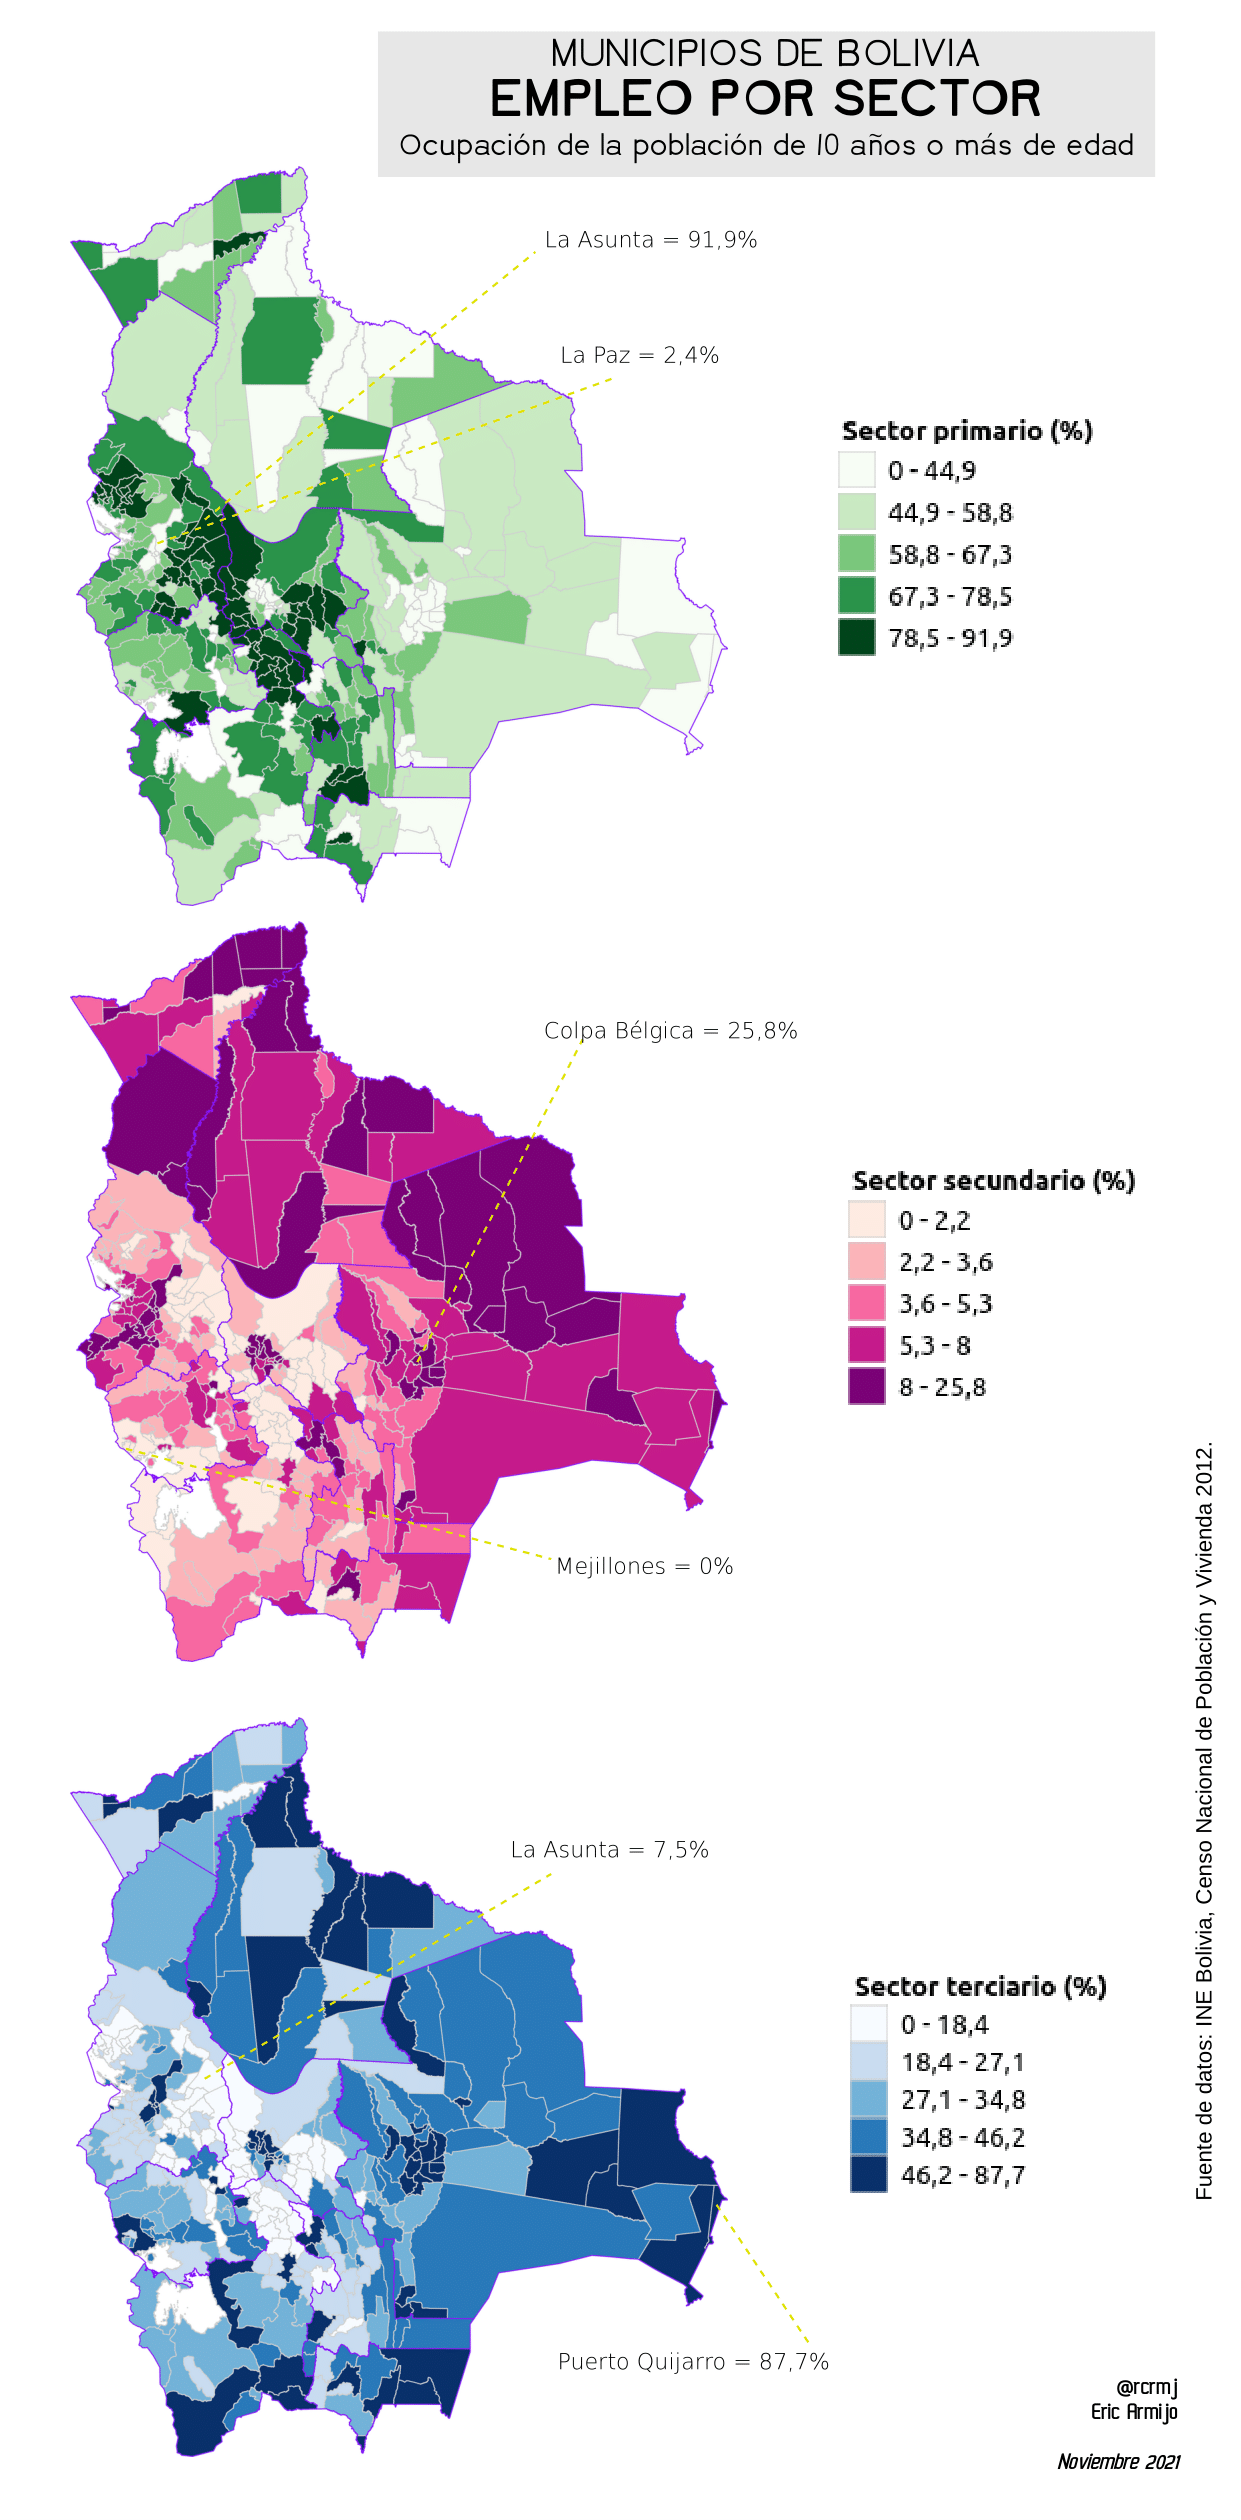 MUNICIPIOS DE BOLIVIA
EMPLEO POR SECTOR
Ocupación de la población de 10 años o más de edad
La Asunta = 91,9%
La Paz = 2,4%
Sector primario (%)
0 - 44,9
44,9 - 58,8
58,8 - 67,3
67,3 - 78,5
78,5 - 91,9
Colpa Bélgica = 25,8%
Sector secundario (%)
0 - 2,2
2,2 - 3,6
3,6 - 5,3
5,3 - 8
8 - 25,8
Mejillones = 0%
La Asunta = 7,5%
Sector terciario (%)
0 - 18,4
18,4 - 27,1
27,1 - 34,8
34,8 - 46,2
46,2 - 87,7
Puerto Quijarro = 87,7%
Fuente de datos: INE Bolivia, Censo Nacional de Población y Vivienda 2012.
@rcrmj
Eric Armijo
Noviembre 2021